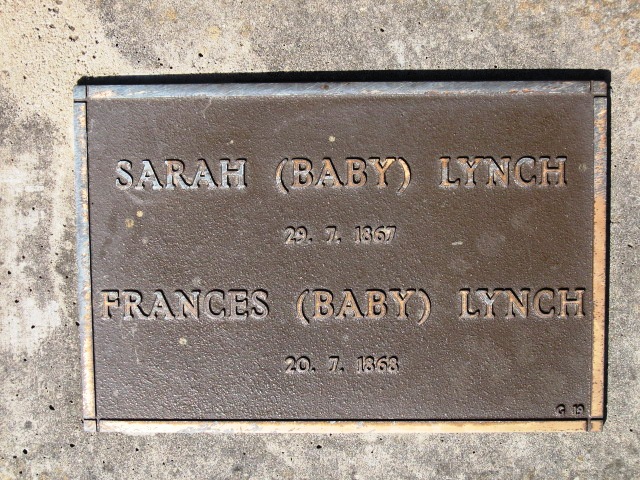 SARAH (BABY) LYNCH
29. 7. 1867
FRANCES (BABY) LYNCH
20. 7. 1868
G 19